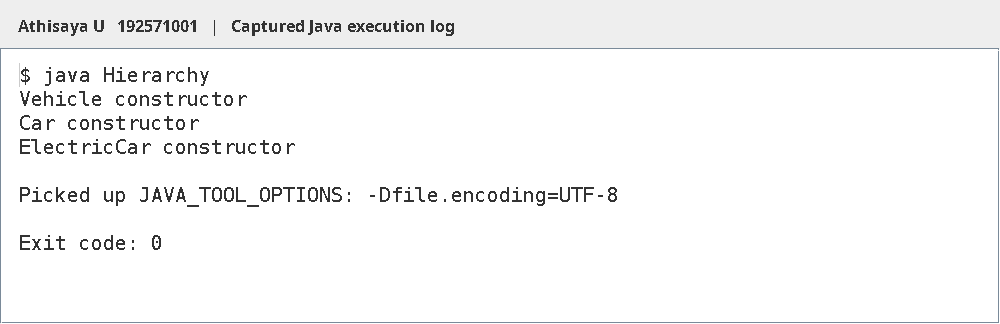 Athisaya U 192571001 | Captured Java execution log
$ java Hierarchy
Vehicle constructor
Car constructor
ElectricCar constructor
Picked up JAVA_TOOL_OPTIONS: -Dfile.encoding=UTF-8
Exit code: 0